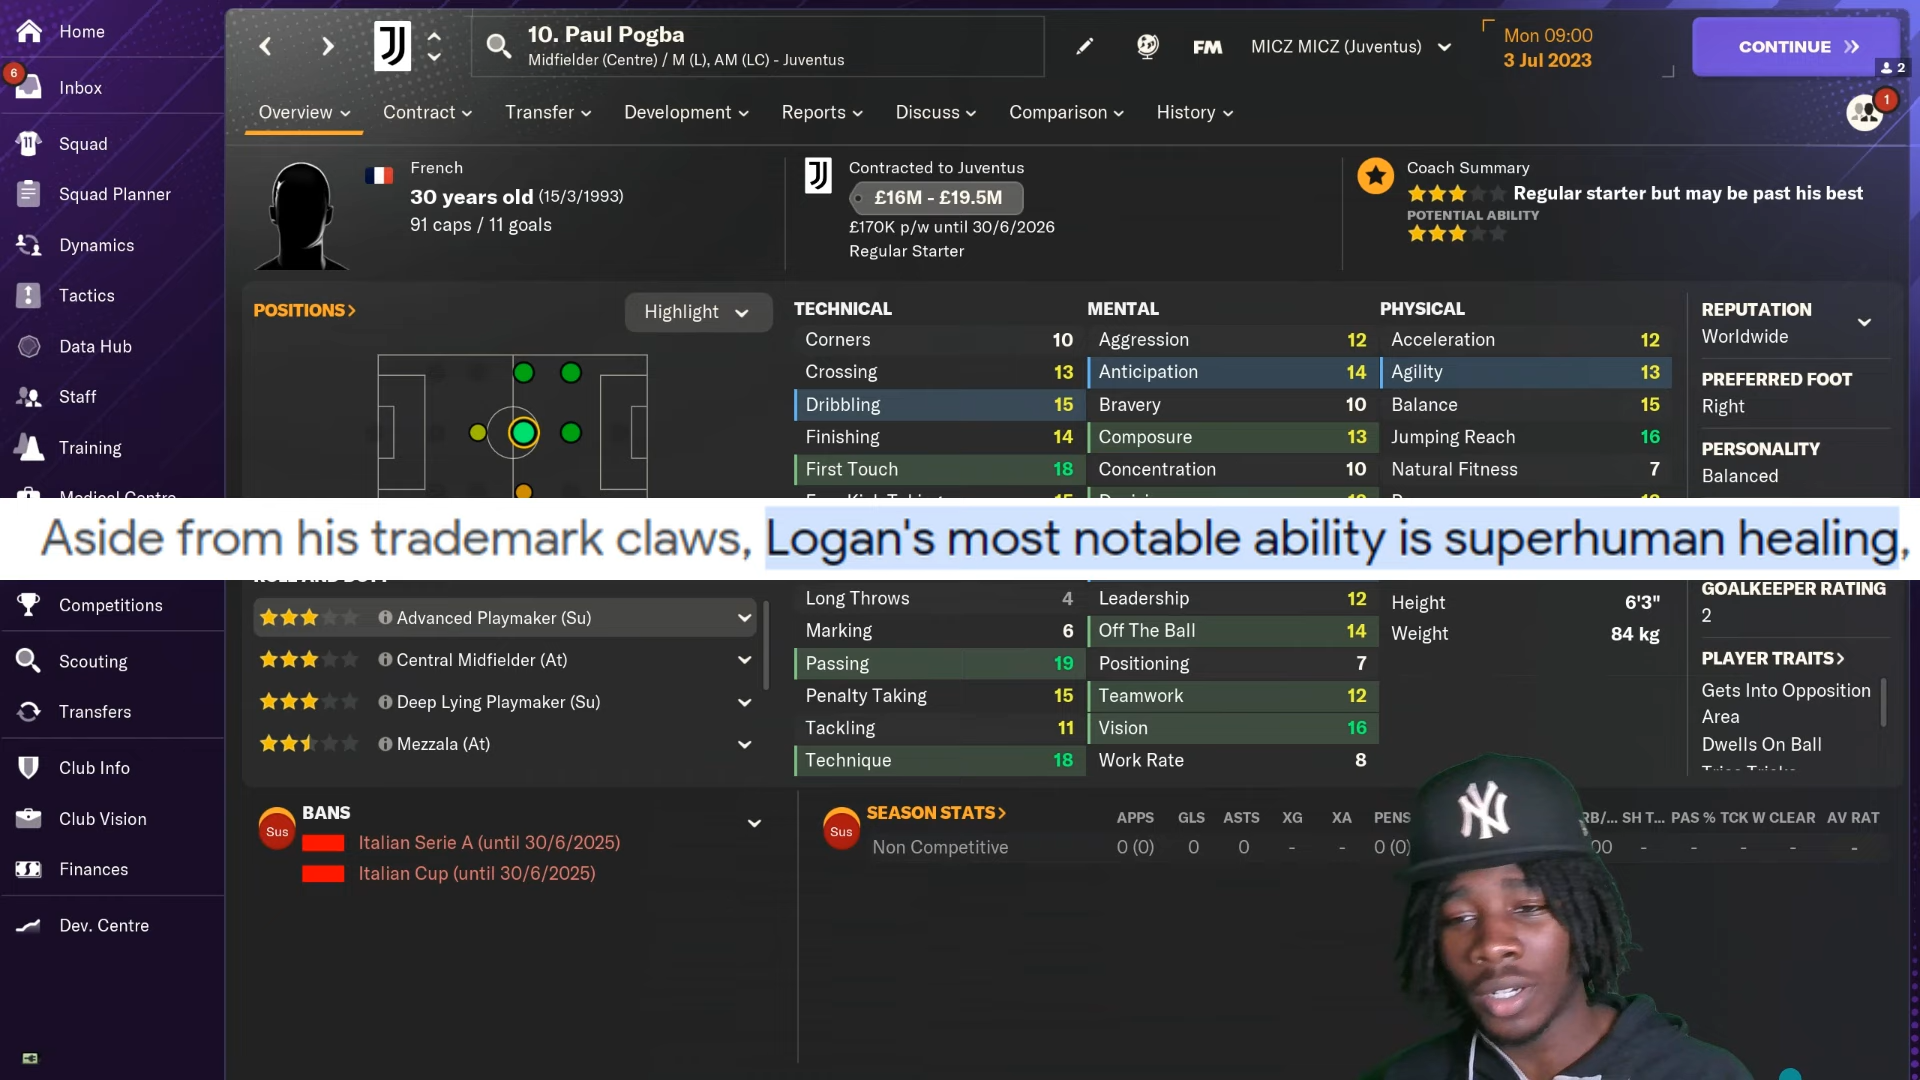 Home
6
Inbox
Squad
Squad Planner
Dynamics
Tactics
Data Hub
Staff
Training
Medical Centre
Competitions
Scouting
Transfers
Club Info
Club Vision
Finances
Dev. Centre
10. Paul Pogba
Midfielder (Centre) / M (L), AM (LC) - Juventus
FM
MICZ MICZ (Juventus)
Mon 09:00
3 Jul 2023
CONTINUE
2
1
Overview
Contract
Transfer
Development
Reports
Discuss
Comparison
History
French
30 years old (15/3/1993)
91 caps / 11 goals
Contracted to Juventus
£16M - £19.5M
£170K p/w until 30/6/2026
Regular Starter
Coach Summary
Regular starter but may be past his best
POTENTIAL ABILITY
POSITIONS
Highlight
TECHNICAL
Corners 10
Crossing 13
Dribbling 15
Finishing 14
First Touch 18
MENTAL
Aggression 12
Anticipation 14
Bravery 10
Composure 13
Concentration 10
PHYSICAL
Acceleration 12
Agility 13
Balance 15
Jumping Reach 16
Natural Fitness 7
REPUTATION
Worldwide
PREFERRED FOOT
Right
PERSONALITY
Balanced
Aside from his trademark claws, Logan's most notable ability is superhuman healing,
Advanced Playmaker (Su)
Central Midfielder (At)
Deep Lying Playmaker (Su)
Mezzala (At)
Long Throws 4
Marking 6
Passing 19
Penalty Taking 15
Tackling 11
Technique 18
Leadership 12
Off The Ball 14
Positioning 7
Teamwork 12
Vision 16
Work Rate 8
Height 6'3"
Weight 84 kg
GOALKEEPER RATING
2
PLAYER TRAITS
Gets Into Opposition
Area
Dwells On Ball
Sus
BANS
Italian Serie A (until 30/6/2025)
Italian Cup (until 30/6/2025)
Sus
SEASON STATS
APPS GLS ASTS XG XA PENS SH T... PAS % TCK W CLEAR AV RAT
Non Competitive 0 (0) 0 0 - - 0 (0) - - - - -
NY